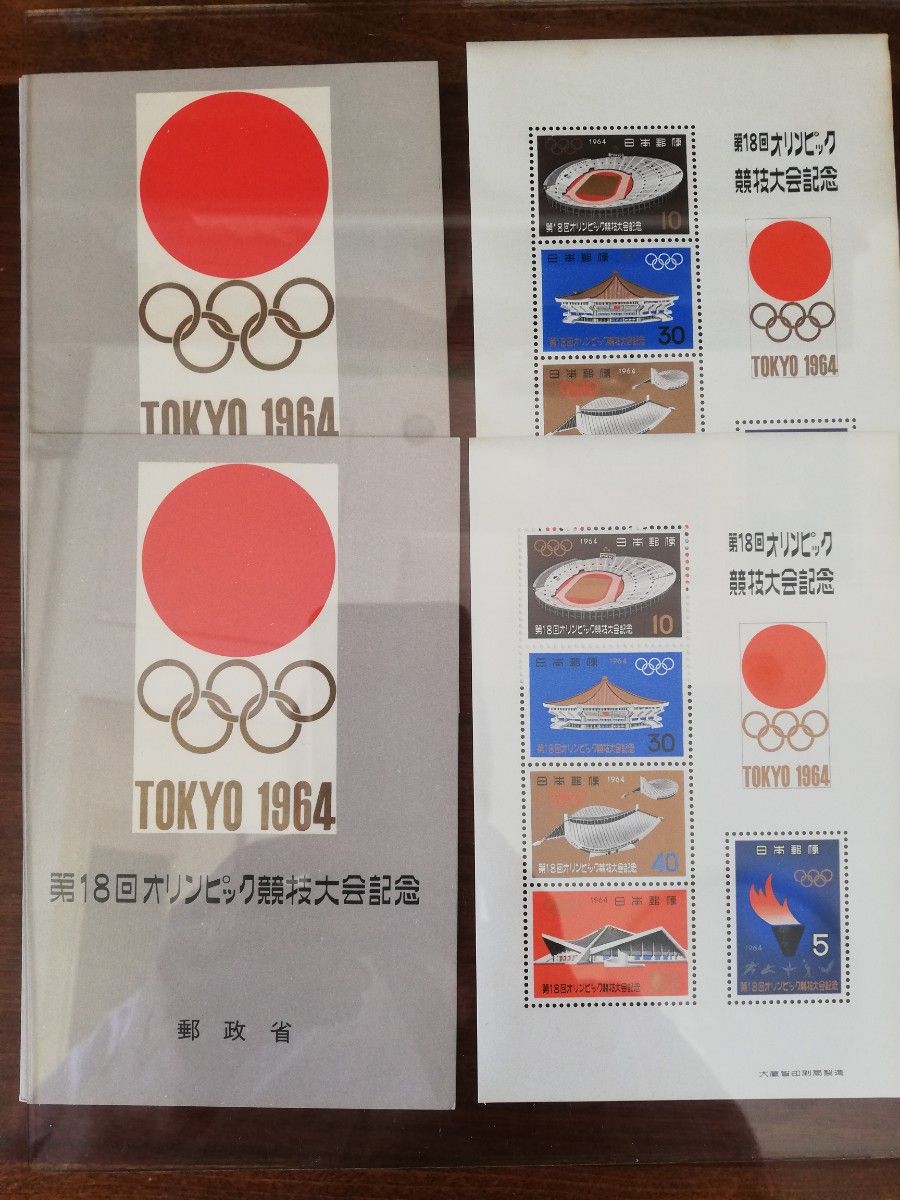 TOKYO 1964
第18回オリンピック
競技大会記念
TOKYO 1964
1964 日本郵便
10
第18回オリンピック競技大会記念
日本郵便
30
第18回オリンピック競技大会記念
日本郵便 1964
TOKYO 1964
第18回オリンピック競技大会記念
郵政省
第18回オリンピック
競技大会記念
TOKYO 1964
1964 日本郵便
第18回オリンピック競技大会記念 10
日本郵便 1964
第18回オリンピック競技大会記念 30
日本郵便 1964
第18回オリンピック競技大会記念 40
1964 日本郵便
第18回オリンピック競技大会記念
日本郵便
1964 5
第18回オリンピック競技大会記念
大蔵省印刷局製造